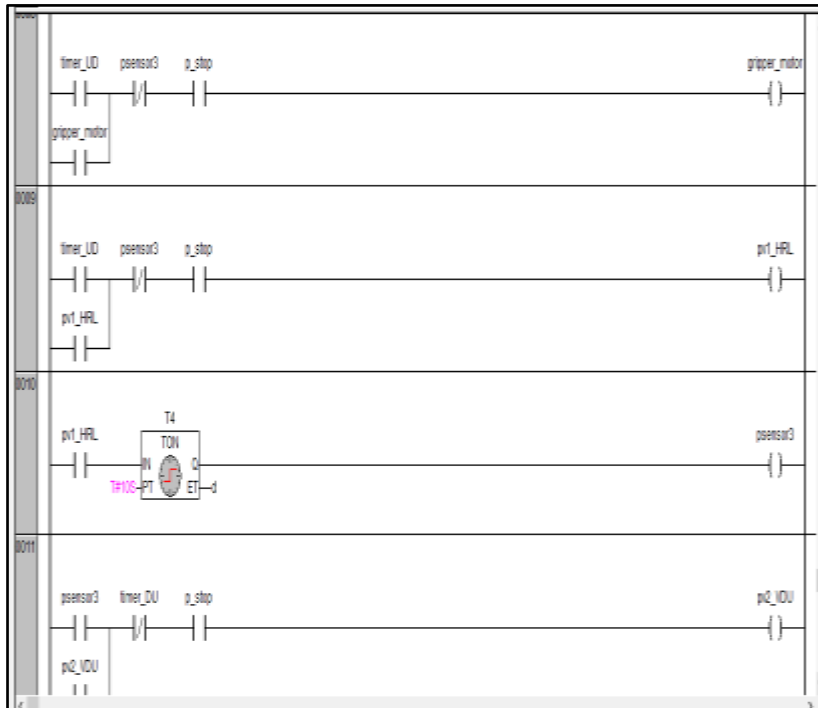 timer_UD psensor3 p_stop gripper_motor
gripper_motor
0009
timer_UD psensor3 p_stop pv1_HRL
pv1_HRL
0010
T4
pv1_HRL TON psensor3
IN Q
T#10S PT ET d
0011
psensor3 timer_DU p_stop pv2_VDU
pv2_VDU